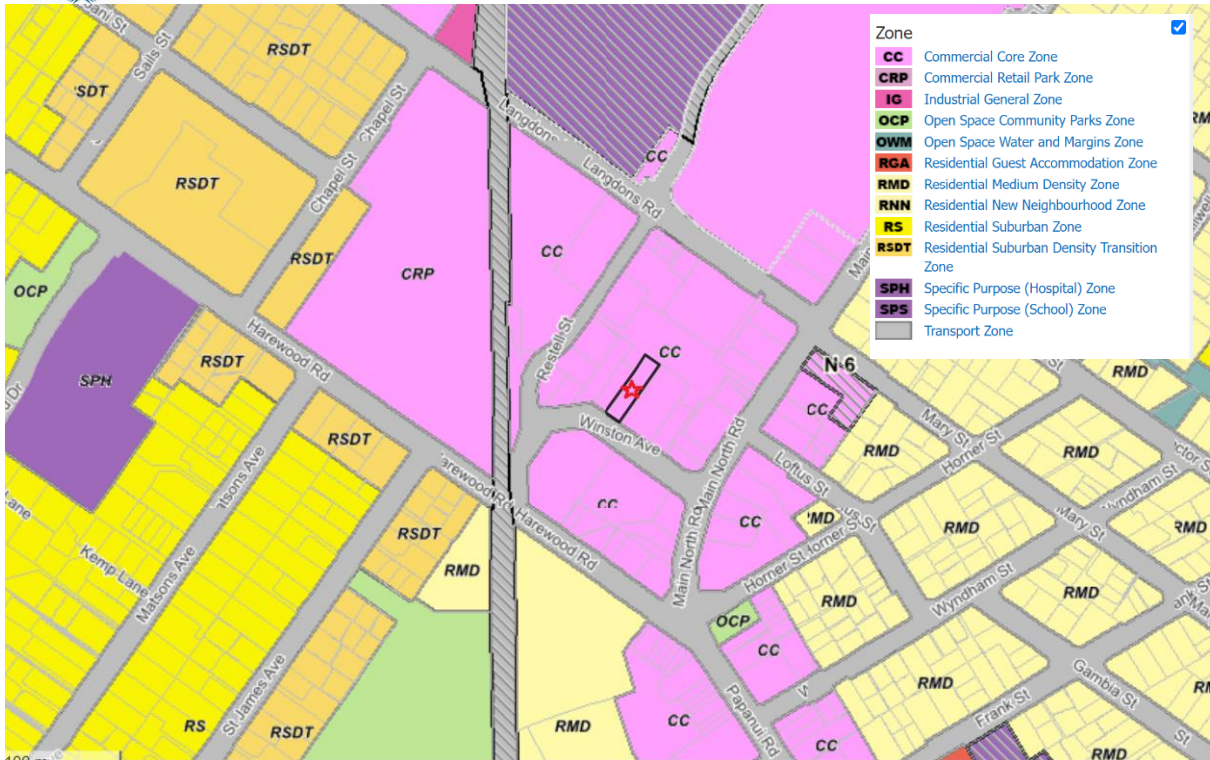 Sails St
RSDT
Zone
CC Commercial Core Zone
CRP Commercial Retail Park Zone
IG Industrial General Zone
OCP Open Space Community Parks Zone
OWM Open Space Water and Margins Zone
RGA Residential Guest Accommodation Zone
RMD Residential Medium Density Zone
RNN Residential New Neighbourhood Zone
RS Residential Suburban Zone
RSDT Residential Suburban Density Transition
Zone
SPH Specific Purpose (Hospital) Zone
SPS Specific Purpose (School) Zone
Transport Zone
Chapel St
Langdons
Langdons Rd
CC
RSDT
Chapel St
RSDT
CRP
CC
OCP
Harewood Rd
RSDT
SPH
Restell St
CC
N-6
CC
RMD
Winston Ave
Main North Rd
Mary St
Horner St
RMD
RMD
RSDT
Matsons Ave
Harewood Rd
CC
Loftus St
Main North Rd
CC
RMD
Mary St
RSDT
Kemp Lane
Matsons Ave
RMD
Horner St
Wyndham St
RMD
RMD
Main North Rd
OCP
CC
Wyndham St
St James Ave
RS
RSDT
RMD
CC
Papanui Rd
CC
RMD
Frank St
Gambia St
RMD